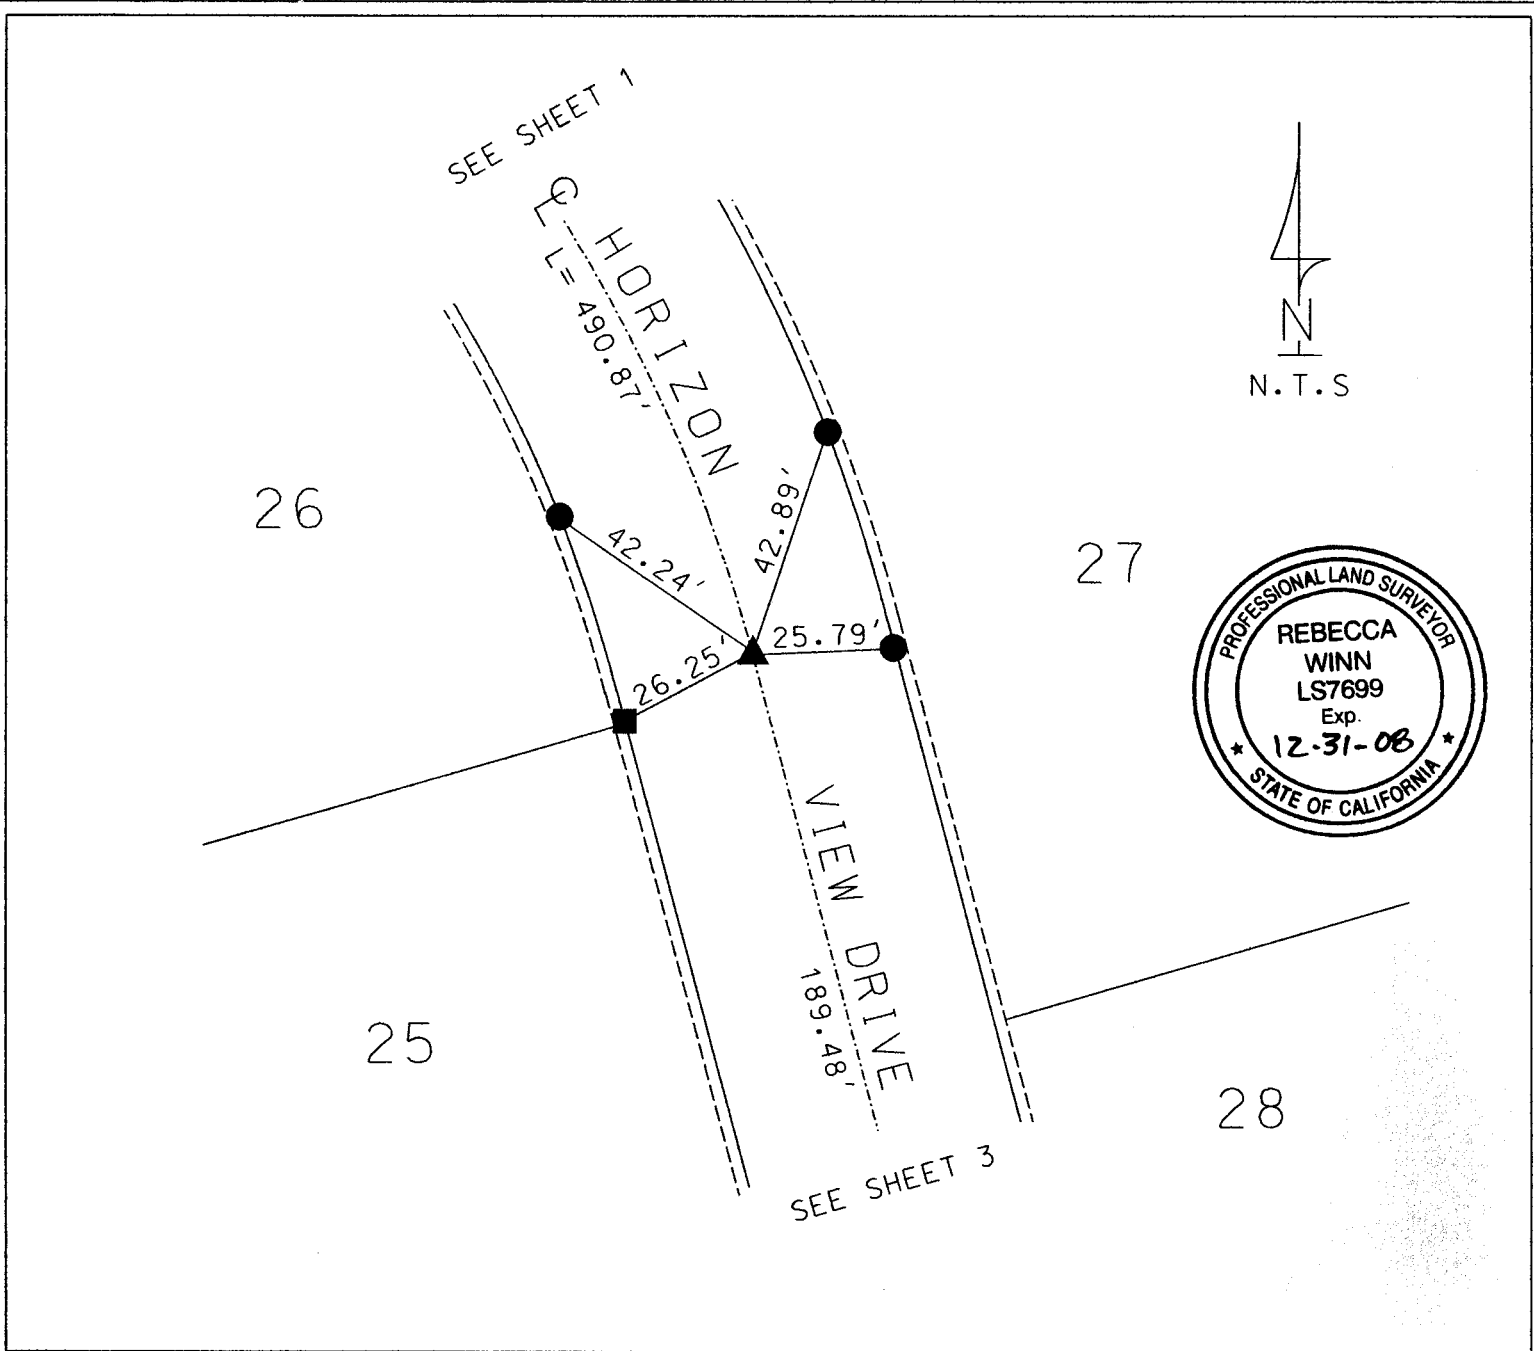 SEE SHEET 1
℄ HORIZON
L= 490.87'
N
N.T.S
26
42.24'
42.89'
27
26.25'
25.79'
PROFESSIONAL LAND SURVEYOR
REBECCA
WINN
LS7699
Exp.
12-31-08
STATE OF CALIFORNIA
VIEW DRIVE
189.48'
25
28
SEE SHEET 3